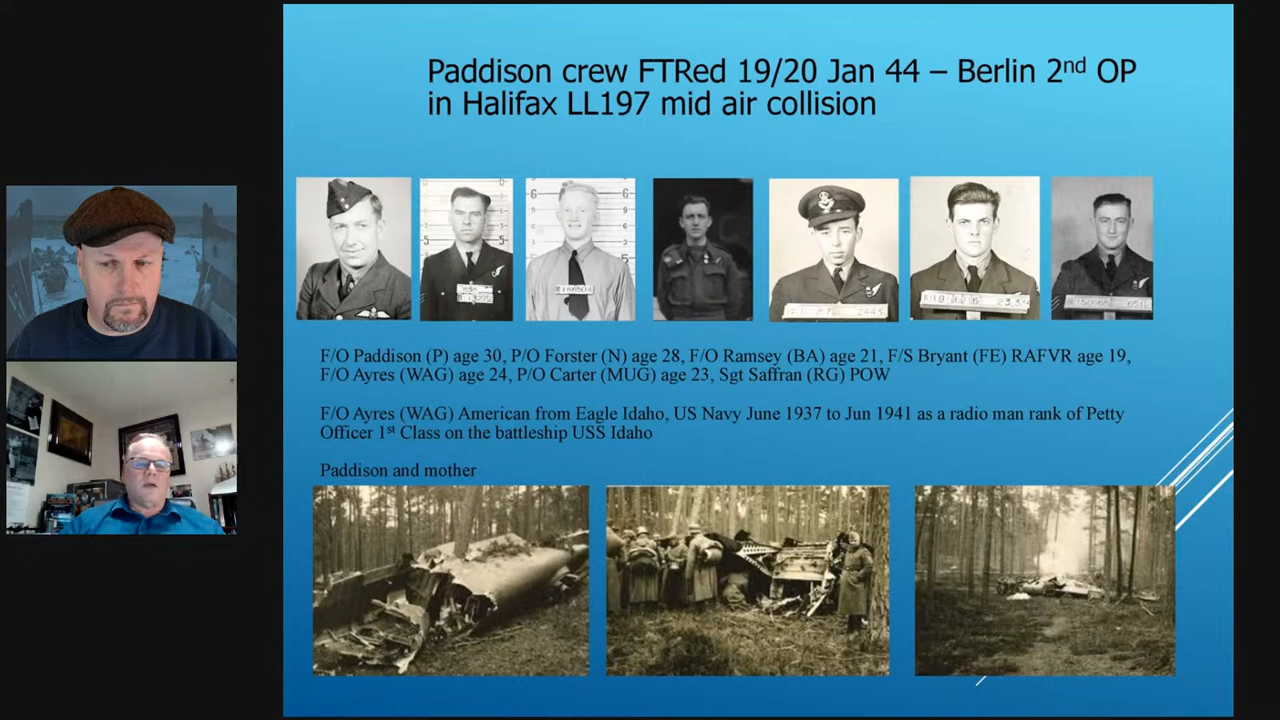 Paddison crew FTRed 19/20 Jan 44 – Berlin 2nd OP
in Halifax LL197 mid air collision
F/O Paddison (P) age 30, P/O Forster (N) age 28, F/O Ramsey (BA) age 21, F/S Bryant (FE) RAFVR age 19,
F/O Ayres (WAG) age 24, P/O Carter (MUG) age 23, Sgt Saffran (RG) POW
F/O Ayres (WAG) American from Eagle Idaho, US Navy June 1937 to Jun 1941 as a radio man rank of Petty
Officer 1st Class on the battleship USS Idaho
Paddison and mother